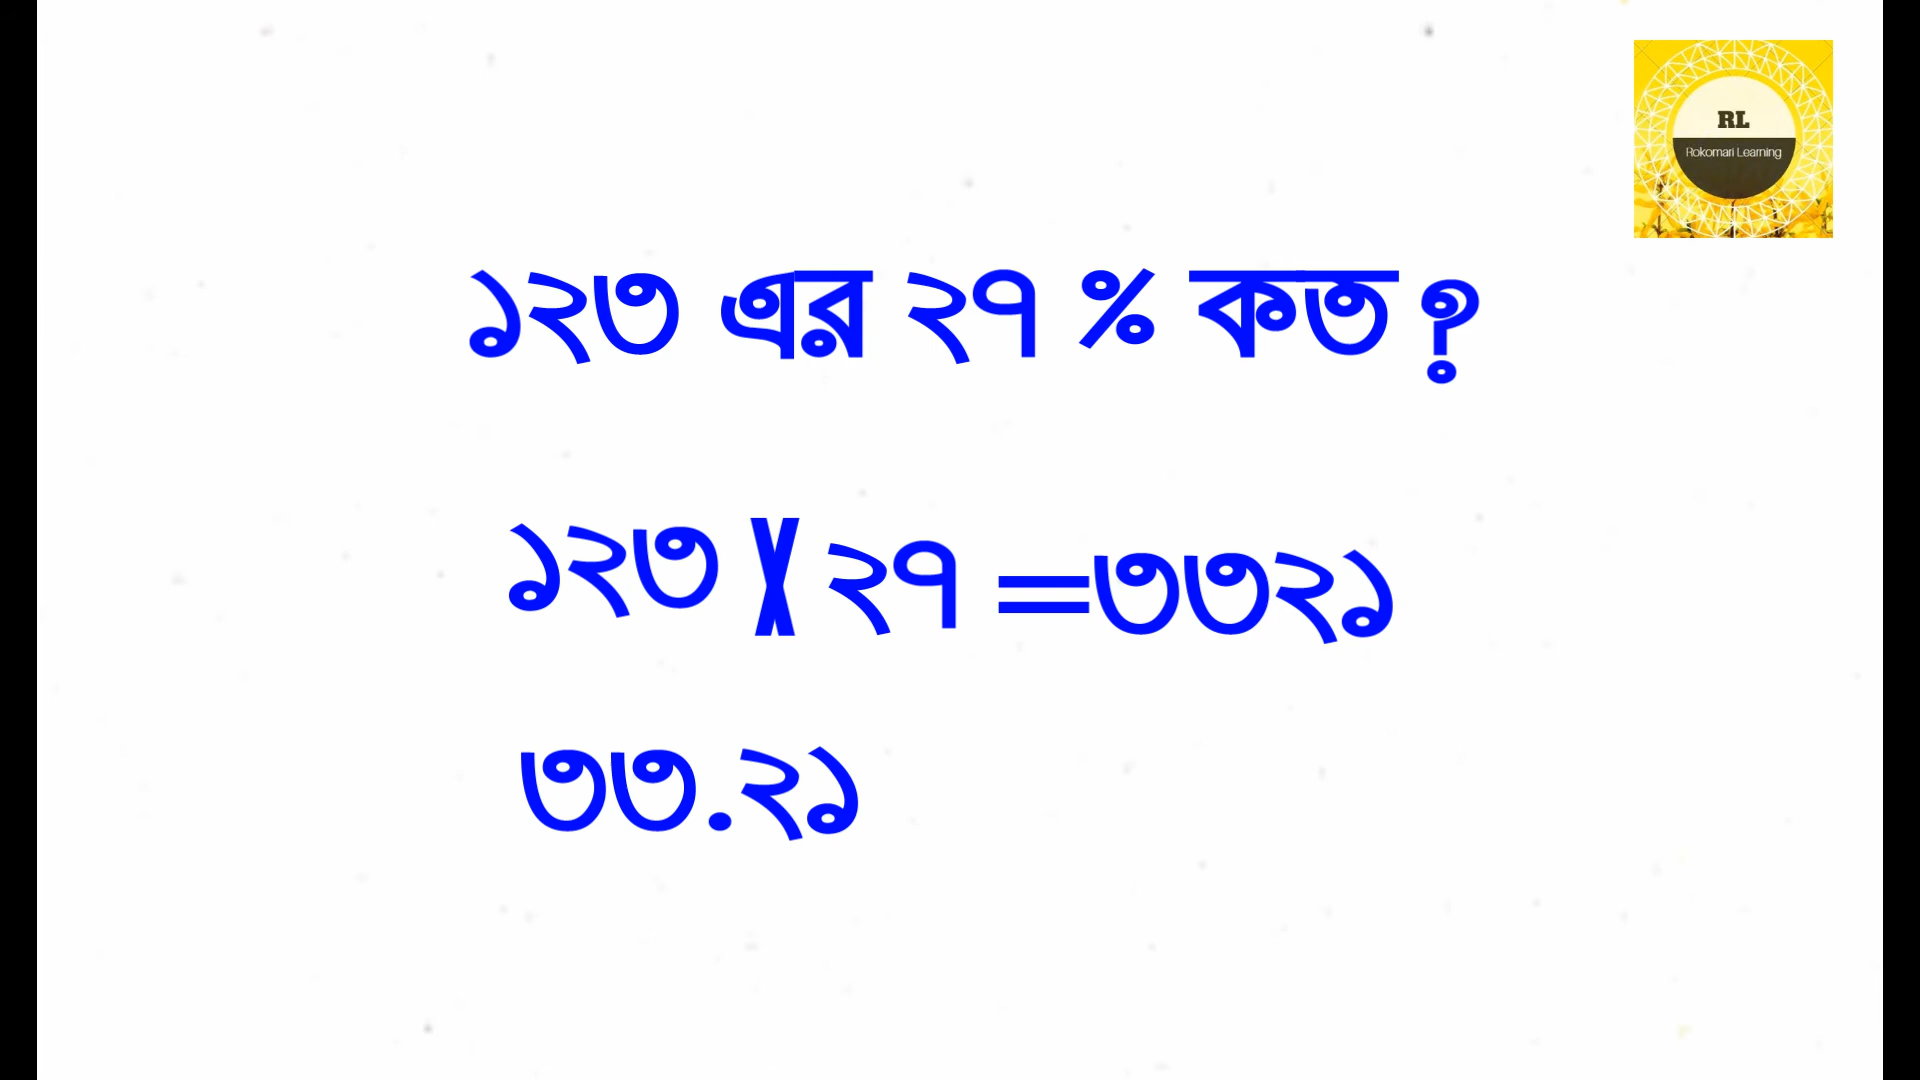 RL
Rokomari Learning
১২৩ এর ২৭ % কত ?
১২৩ X ২৭ =৩৩২১
৩৩.২১